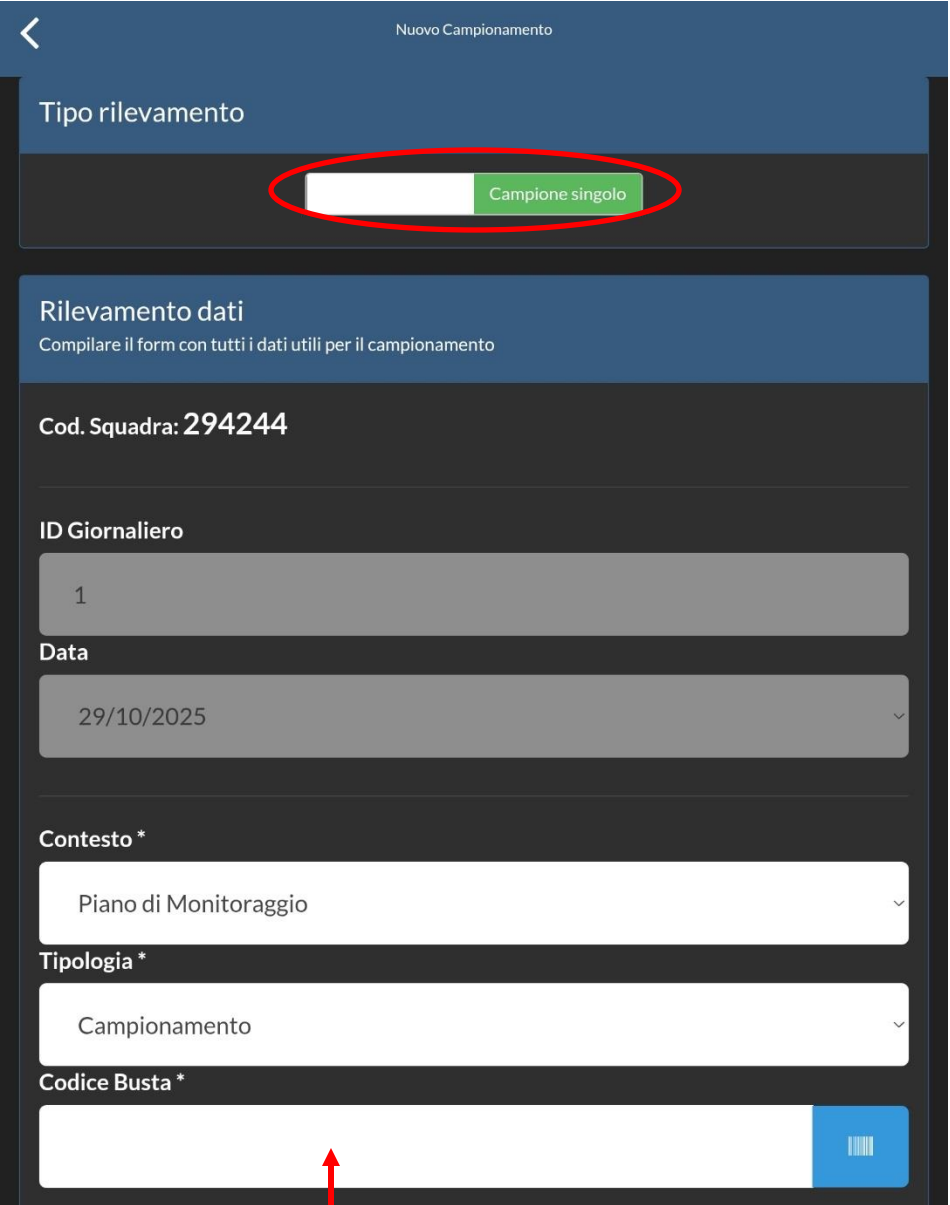 Nuovo Campionamento
Tipo rilevamento
Campione singolo
Rilevamento dati
Compilare il form con tutti i dati utili per il campionamento
Cod. Squadra: 294244
ID Giornaliero
1
Data
29/10/2025
Contesto *
Piano di Monitoraggio
Tipologia *
Campionamento
Codice Busta *